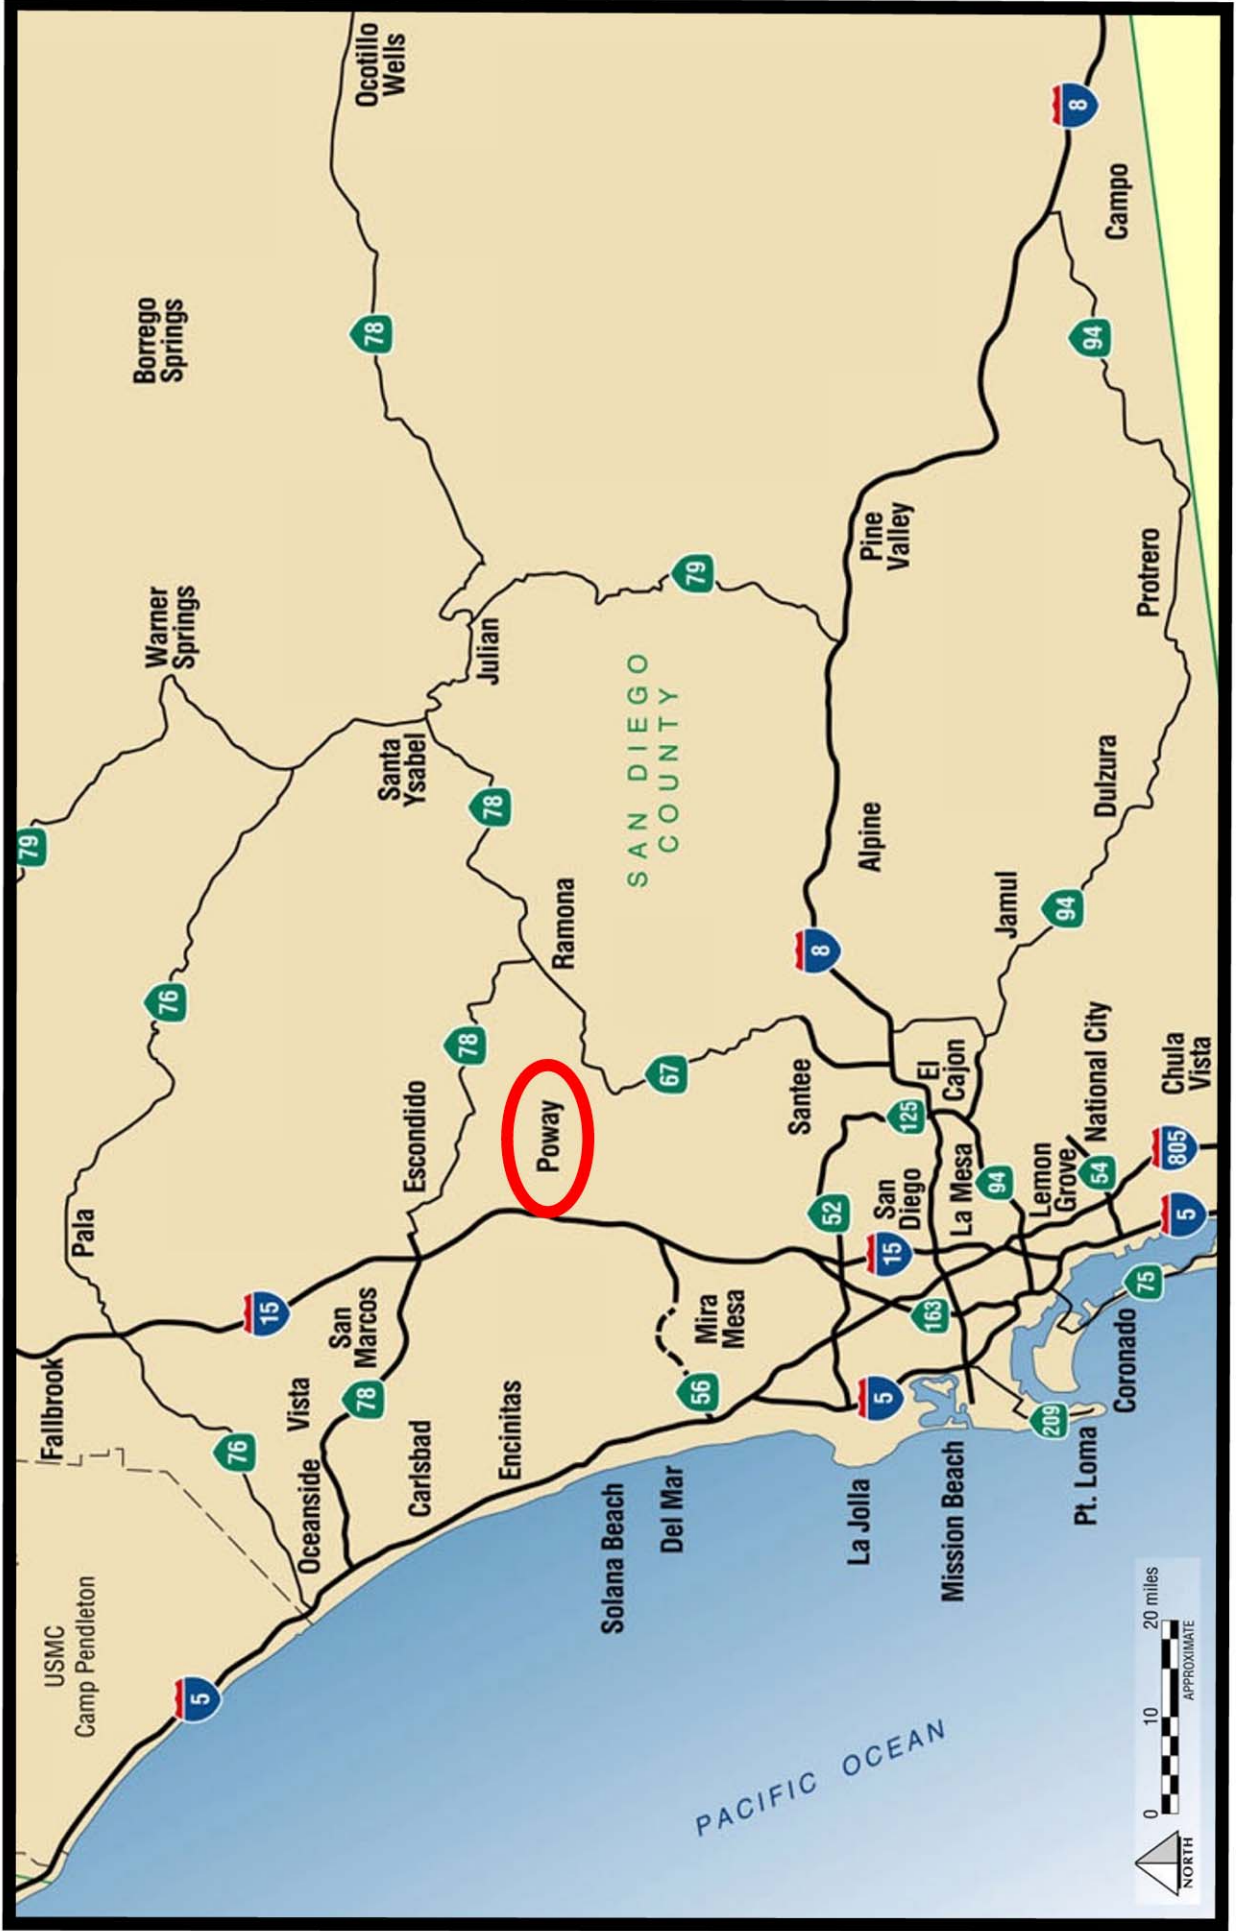 Ocotillo
Wells
Borrego
Springs
78
8
Campo
94
Warner
Springs
79
Julian
79
Pine
Valley
Protrero
Santa
Ysabel
78
SAN DIEGO
COUNTY
Alpine
Dulzura
76
Ramona
8
Jamul
94
78
Escondido
Poway
67
Santee
El
Cajon
125
National City
Chula
Vista
Pala
52
San
Diego
La Mesa
94
Lemon
Grove
54
805
5
15
15
Fallbrook
San
Marcos
78
Vista
Mira
Mesa
56
163
75
Coronado
76
Oceanside
Carlsbad
Encinitas
5
209
Solana Beach
Del Mar
La Jolla
Mission Beach
Pt. Loma
USMC
Camp Pendleton
5
PACIFIC OCEAN
0 10 20 miles
APPROXIMATE
NORTH